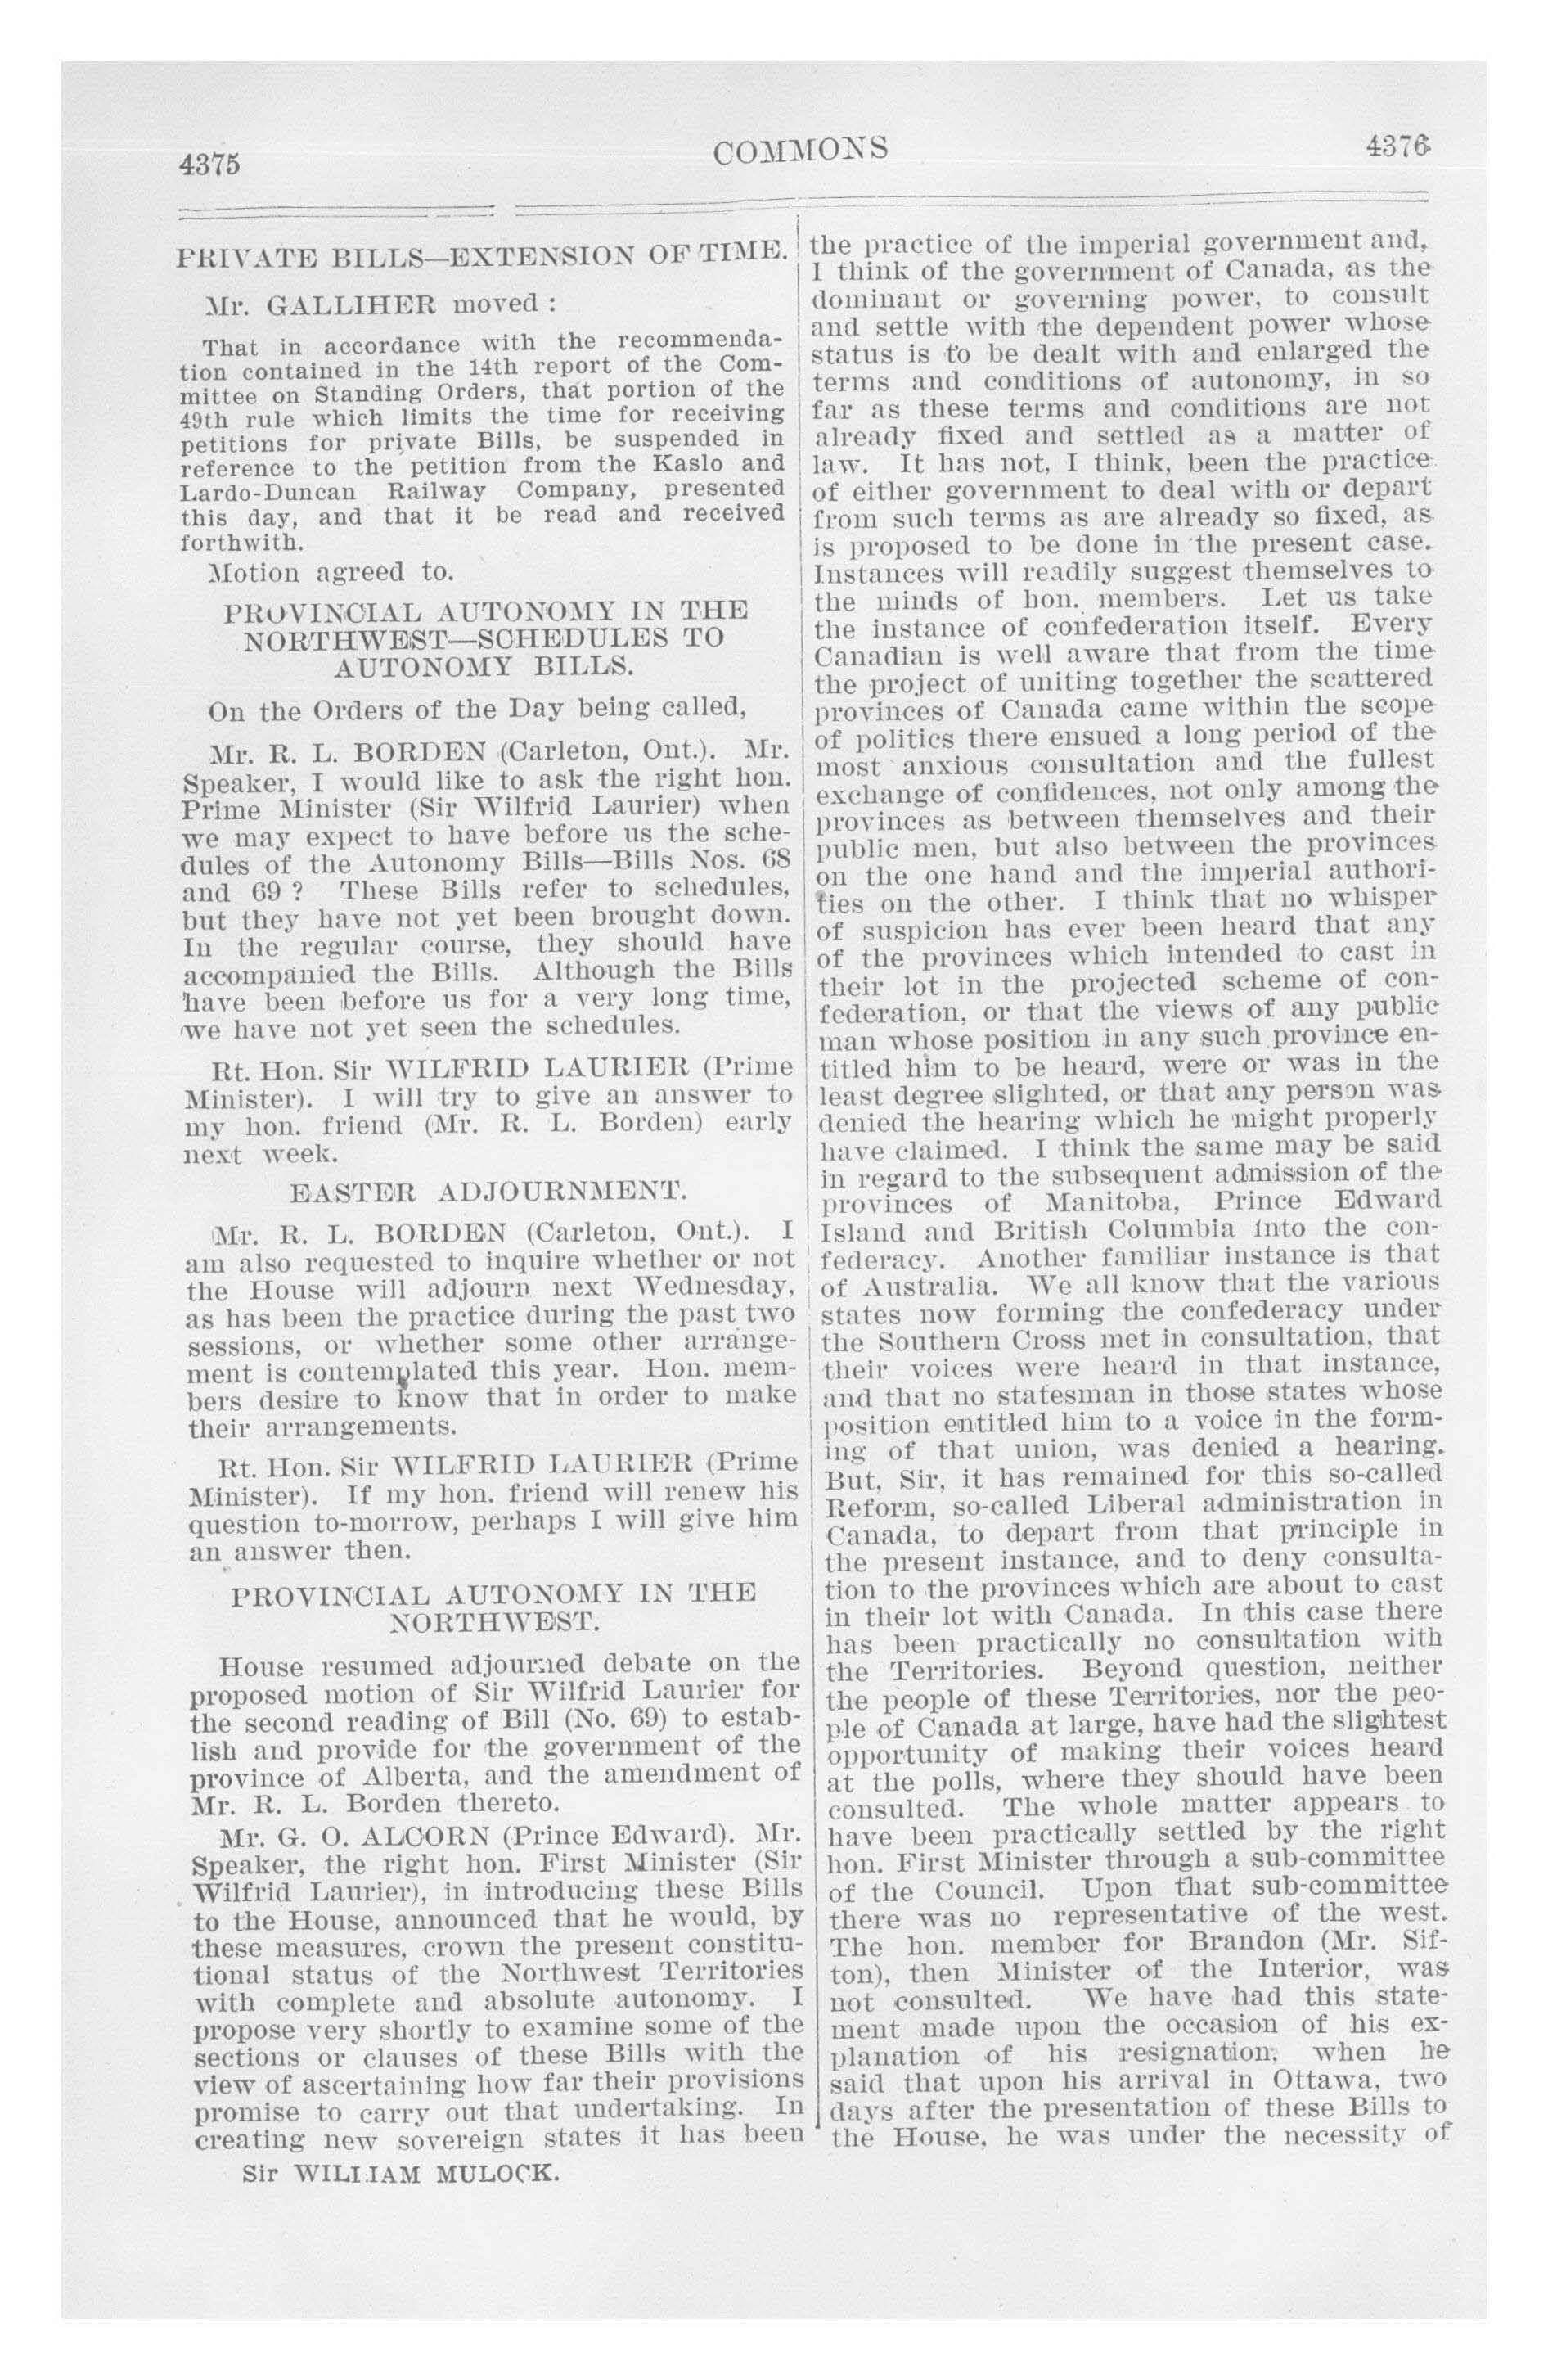 4375
COMMONS
4376
PRIVATE BILLS—EXTENSION OF TIME.
Mr. GALLIHER moved :
That in accordance with the recommenda-
tion contained in the 14th report of the Com-
mittee on Standing Orders, that portion of the
49th rule which limits the time for receiving
petitions for private Bills, be suspended in
reference to the petition from the Kaslo and
Lardo-Duncan Railway Company, presented
this day, and that it be read and received
forthwith.
Motion agreed to.
PROVINCIAL AUTONOMY IN THE
NORTHWEST—SCHEDULES TO
AUTONOMY BILLS.
On the Orders of the Day being called,
Mr. R. L. BORDEN (Carleton, Ont.). Mr.
Speaker, I would like to ask the right hon.
Prime Minister (Sir Wilfrid Laurier) when
we may expect to have before us the sche-
dules of the Autonomy Bills—Bills Nos. 68
and 69 ? These Bills refer to schedules,
but they have not yet been brought down.
In the regular course, they should have
accompanied the Bills. Although the Bills
have been before us for a very long time,
we have not yet seen the schedules.
Rt. Hon. Sir WILFRID LAURIER (Prime
Minister). I will try to give an answer to
my hon. friend (Mr. R. L. Borden) early
next week.
EASTER ADJOURNMENT.
Mr. R. L. BORDEN (Carleton, Ont.). I
am also requested to inquire whether or not
the House will adjourn next Wednesday,
as has been the practice during the past two
sessions, or whether some other arrange-
ment is contemplated this year. Hon. mem-
bers desire to know that in order to make
their arrangements.
Rt. Hon. Sir WILFRID LAURIER (Prime
Minister). If my hon. friend will renew his
question to-morrow, perhaps I will give him
an answer then.
PROVINCIAL AUTONOMY IN THE
NORTHWEST.
House resumed adjourned debate on the
proposed motion of Sir Wilfrid Laurier for
the second reading of Bill (No. 69) to estab-
lish and provide for the government of the
province of Alberta, and the amendment of
Mr. R. L. Borden thereto.
Mr. G. O. ALCORN (Prince Edward). Mr.
Speaker, the right hon. First Minister (Sir
Wilfrid Laurier), in introducing these Bills
to the House, announced that he would, by
these measures, crown the present constitu-
tional status of the Northwest Territories
with complete and absolute autonomy. I
propose very shortly to examine some of the
sections or clauses of these Bills with the
view of ascertaining how far their provisions
promise to carry out that undertaking. In
creating new sovereign states it has been
Sir WILLIAM MULOCK.
the practice of the imperial government and,
I think of the government of Canada, as the
dominant or governing power, to consult
and settle with the dependent power whose
status is to be dealt with and enlarged the
terms and conditions of autonomy, in so
far as these terms and conditions are not
already fixed and settled as a matter of
law. It has not, I think, been the practice
of either government to deal with or depart
from such terms as are already so fixed, as
is proposed to be done in the present case.
Instances will readily suggest themselves to
the minds of hon. members. Let us take
the instance of confederation itself. Every
Canadian is well aware that from the time
the project of uniting together the scattered
provinces of Canada came within the scope
of politics there ensued a long period of the
most anxious consultation and the fullest
exchange of confidences, not only among the
provinces as between themselves and their
public men, but also between the provinces
on the one hand and the imperial authori-
ties on the other. I think that no whisper
of suspicion has ever been heard that any
of the provinces which intended to cast in
their lot in the projected scheme of con-
federation, or that the views of any public
man whose position in any such province en-
titled him to be heard, were or was in the
least degree slighted, or that any person was
denied the hearing which he might properly
have claimed. I think the same may be said
in regard to the subsequent admission of the
provinces of Manitoba, Prince Edward
Island and British Columbia into the con-
federacy. Another familiar instance is that
of Australia. We all know that the various
states now forming the confederacy under
the Southern Cross met in consultation, that
their voices were heard in that instance,
and that no statesman in those states whose
position entitled him to a voice in the form-
ing of that union, was denied a hearing.
But, Sir, it has remained for this so-called
Reform, so-called Liberal administration in
Canada, to depart from that principle in
the present instance, and to deny consulta-
tion to the provinces which are about to cast
in their lot with Canada. In this case there
has been practically no consultation with
the Territories. Beyond question, neither
the people of these Territories, nor the peo-
ple of Canada at large, have had the slightest
opportunity of making their voices heard
at the polls, where they should have been
consulted. The whole matter appears to
have been practically settled by the right
hon. First Minister through a sub-committee
of the Council. Upon that sub-committee
there was no representative of the west.
The hon. member for Brandon (Mr. Sif-
ton), then Minister of the Interior, was
not consulted. We have had this state-
ment made upon the occasion of his ex-
planation of his resignation, when he
said that upon his arrival in Ottawa, two
days after the presentation of these Bills to
the House, he was under the necessity of